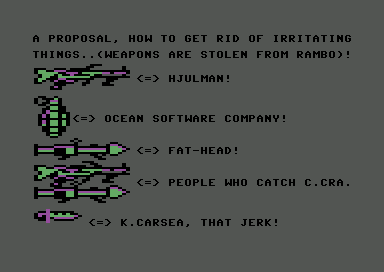 A PROPOSAL, HOW TO GET RID OF IRRITATING
THINGS..(WEAPONS ARE STOLEN FROM RAMBO)!
<=> HJULMAN!
<=> OCEAN SOFTWARE COMPANY!
<=> FAT-HEAD!
<=> PEOPLE WHO CATCH C.CRA.
<=> K.CARSEA, THAT JERK!